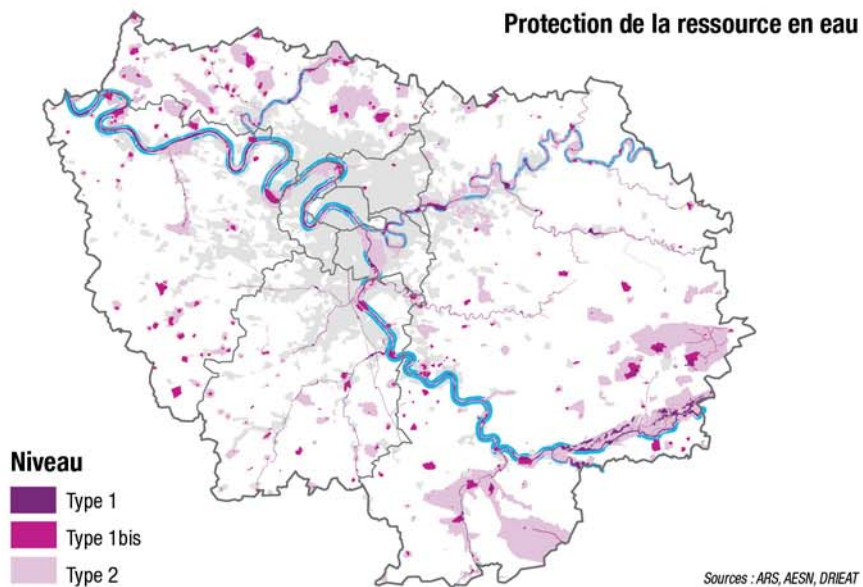 Protection de la ressource en eau
Niveau
Type 1
Type 1bis
Type 2
Sources : ARS, AESN, DRIEAT